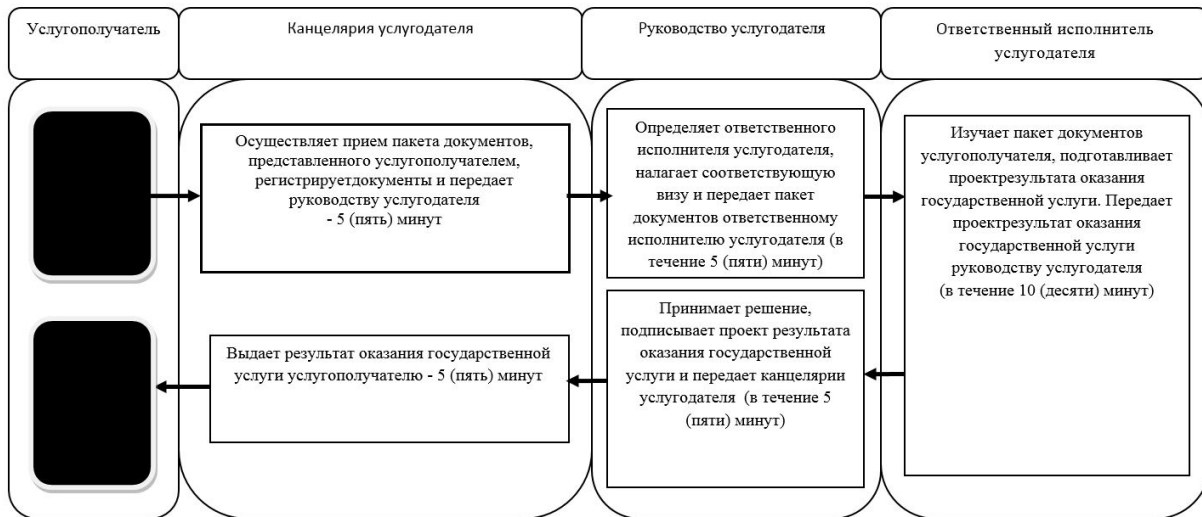 Услугополучатель
Канцелярия услугодателя
Руководство услугодателя
Ответственный исполнитель
услугодателя
Осуществляет прием пакета документов,
представленного услугополучателем,
регистрируетдокументы и передает
руководству услугодателя
- 5 (пять) минут
Определяет ответственного
исполнителя услугодателя,
налагает соответствующую
визу и передает пакет
документов ответственному
исполнителю услугодателя (в
течение 5 (пяти) минут)
Изучает пакет документов
услугополучателя, подготавливает
проектрезультата оказания
государственной услуги. Передает
проектрезультат оказания
государственной услуги
руководству услугодателя
(в течение 10 (десяти) минут)
Принимает решение,
подписывает проект результата
оказания государственной
услуги и передает канцелярии
услугодателя (в течение 5
(пяти) минут)
Выдает результат оказания государственной
услуги услугополучателю - 5 (пять) минут